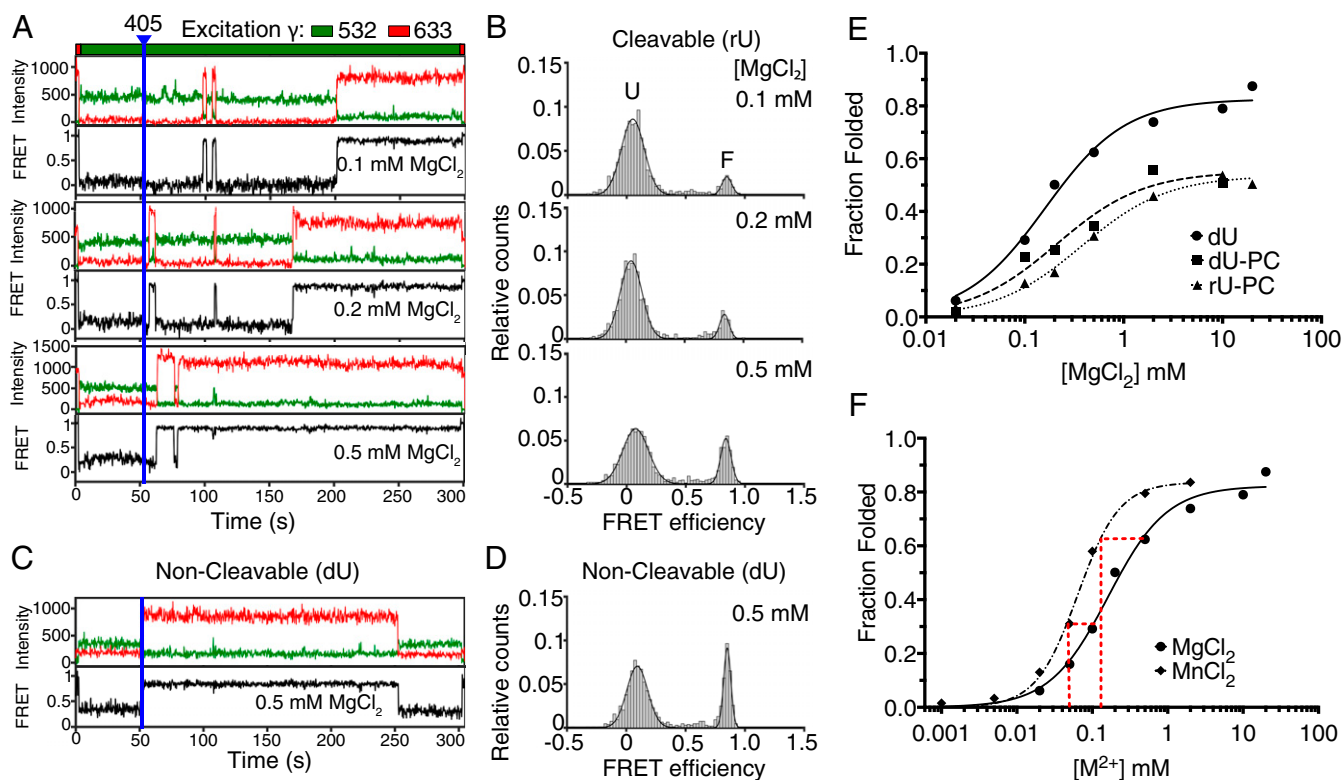 A
405
Excitation γ: 532 633
Intensity
1000
500
0
FRET
1
0.5
0
0.1 mM MgCl₂
Intensity
1000
500
0
FRET
1
0.5
0
0.2 mM MgCl₂
Intensity
1500
500
0
FRET
1
0.5
0
0.5 mM MgCl₂
0 50 100 150 200 250 300
Time (s)
B
Cleavable (rU)
[MgCl₂]
0.1 mM
U
F
0.15
0.1
0.05
0
0.2 mM
0.15
0.1
0.05
0
0.5 mM
0.15
0.1
0.05
0
Relative counts
-0.5 0 0.5 1.0 1.5
FRET efficiency
C
Non-Cleavable (dU)
Intensity
1000
500
0
FRET
1
0.5
0
0.5 mM MgCl₂
0 50 100 150 200 250 300
Time (s)
D
Non-Cleavable (dU)
0.5 mM
0.15
0.1
0.05
0
Relative counts
-0.5 0 0.5 1.0 1.5
FRET efficiency
E
1.0
0.8
0.6
0.4
0.2
0.0
Fraction Folded
dU
dU-PC
rU-PC
0.01 0.1 1 10 100
[MgCl₂] mM
F
1.0
0.8
0.6
0.4
0.2
0.0
Fraction Folded
MgCl₂
MnCl₂
0.001 0.01 0.1 1 10 100
[M²⁺] mM